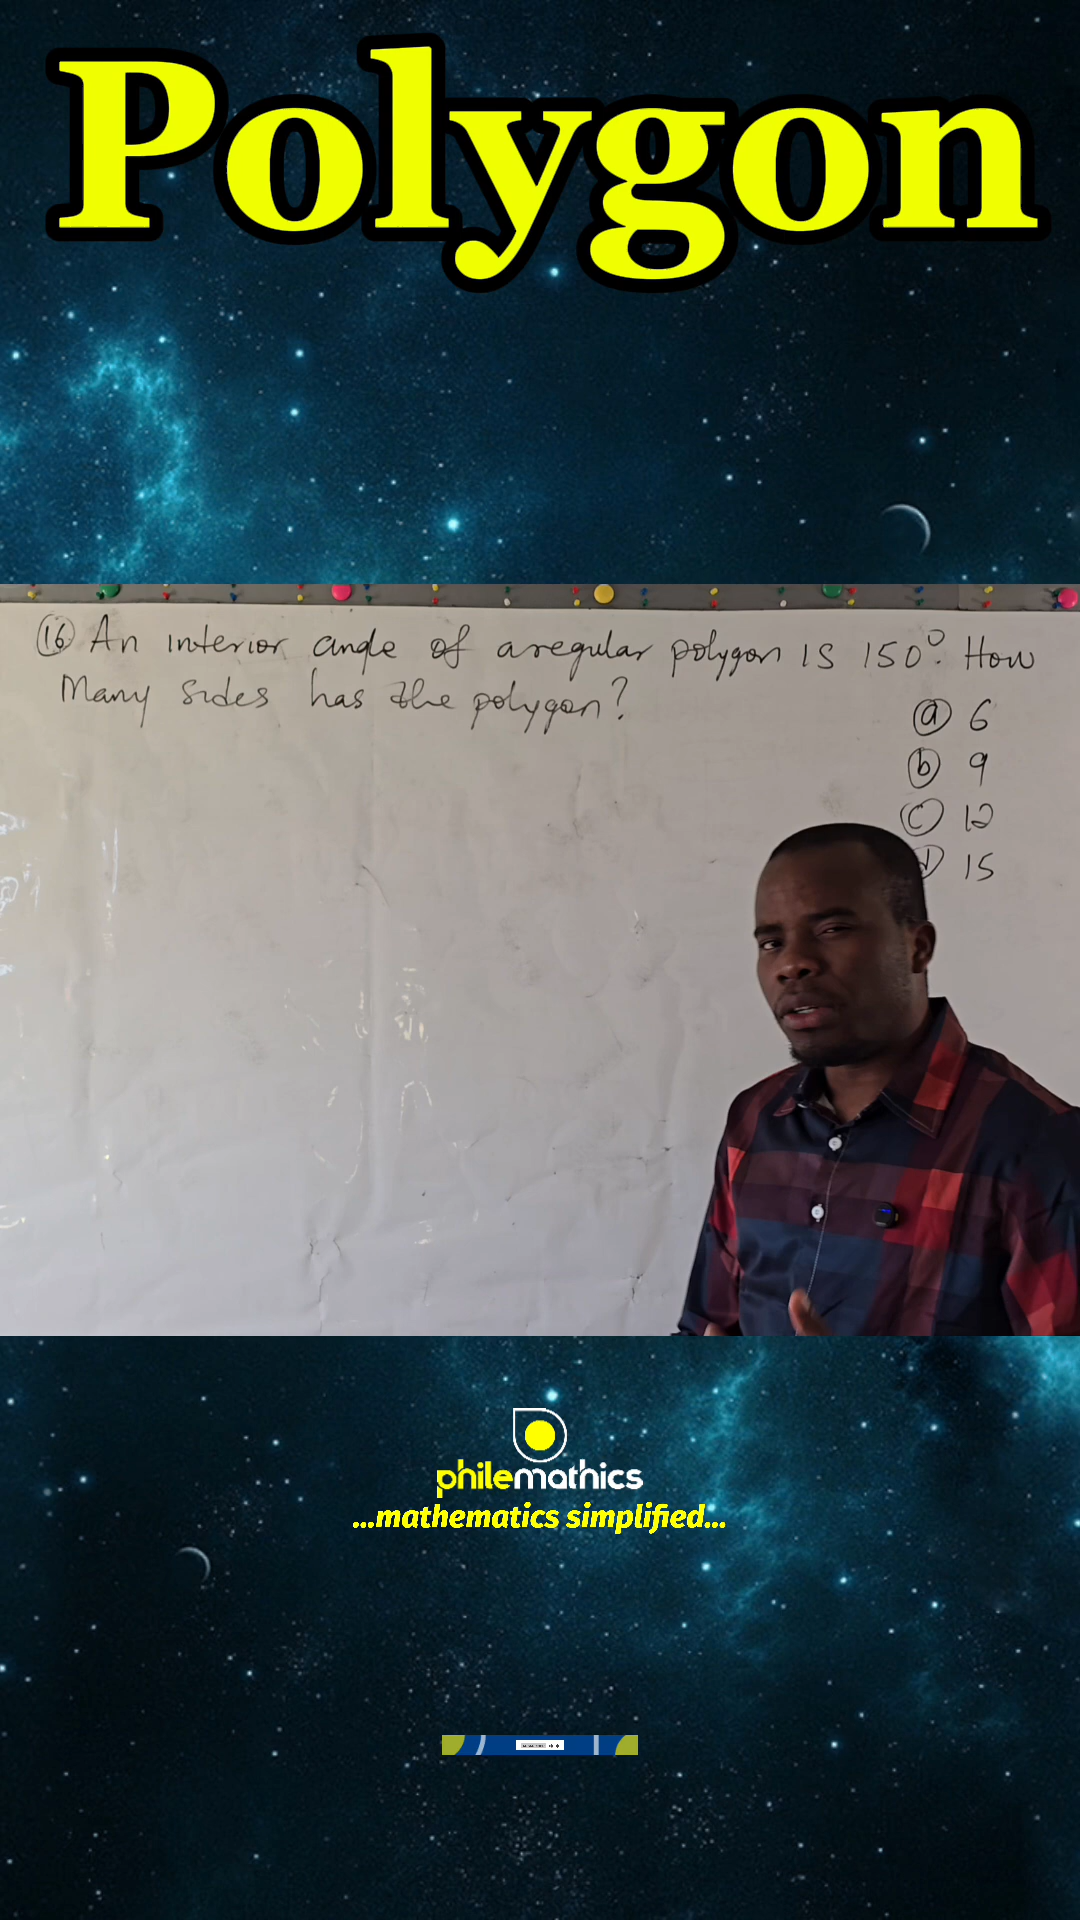 Polygon
⑯ An interior angle of a regular polygon is 150°. How
Many sides has the polygon?
ⓐ 6
ⓑ 9
ⓒ 12
ⓓ 15
philemathics
...mathematics simplified...